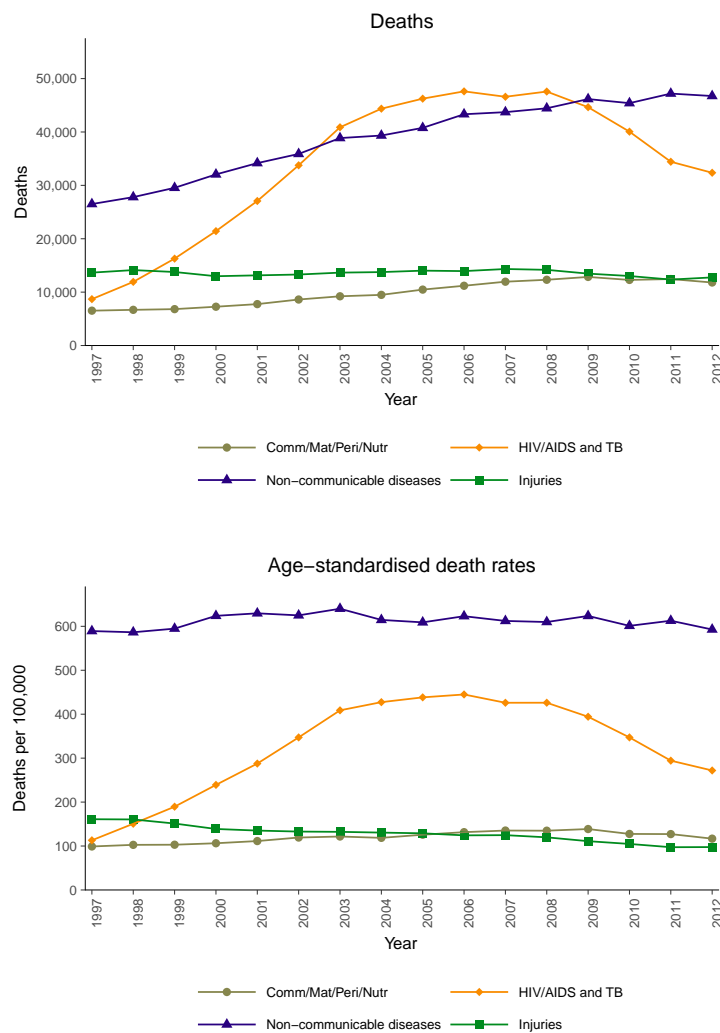 Deaths
50,000
40,000
30,000
20,000
10,000
0
Deaths
1997 1998 1999 2000 2001 2002 2003 2004 2005 2006 2007 2008 2009 2010 2011 2012
Year
Comm/Mat/Peri/Nutr HIV/AIDS and TB
Non−communicable diseases Injuries
Age−standardised death rates
600
500
400
300
200
100
0
Deaths per 100,000
1997 1998 1999 2000 2001 2002 2003 2004 2005 2006 2007 2008 2009 2010 2011 2012
Year
Comm/Mat/Peri/Nutr HIV/AIDS and TB
Non−communicable diseases Injuries